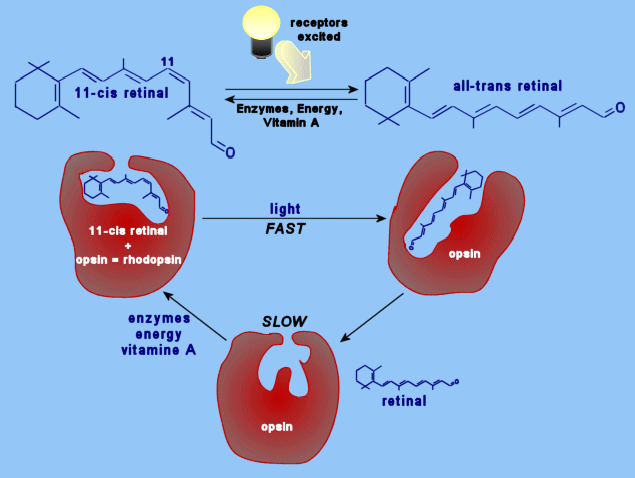 receptors
excited
11
11-cis retinal
all-trans retinal
Enzymes, Energy,
Vitamin A
O
O
light
FAST
11-cis retinal
+
opsin = rhodopsin
O
O
opsin
enzymes
energy
vitamine A
SLOW
O
retinal
opsin